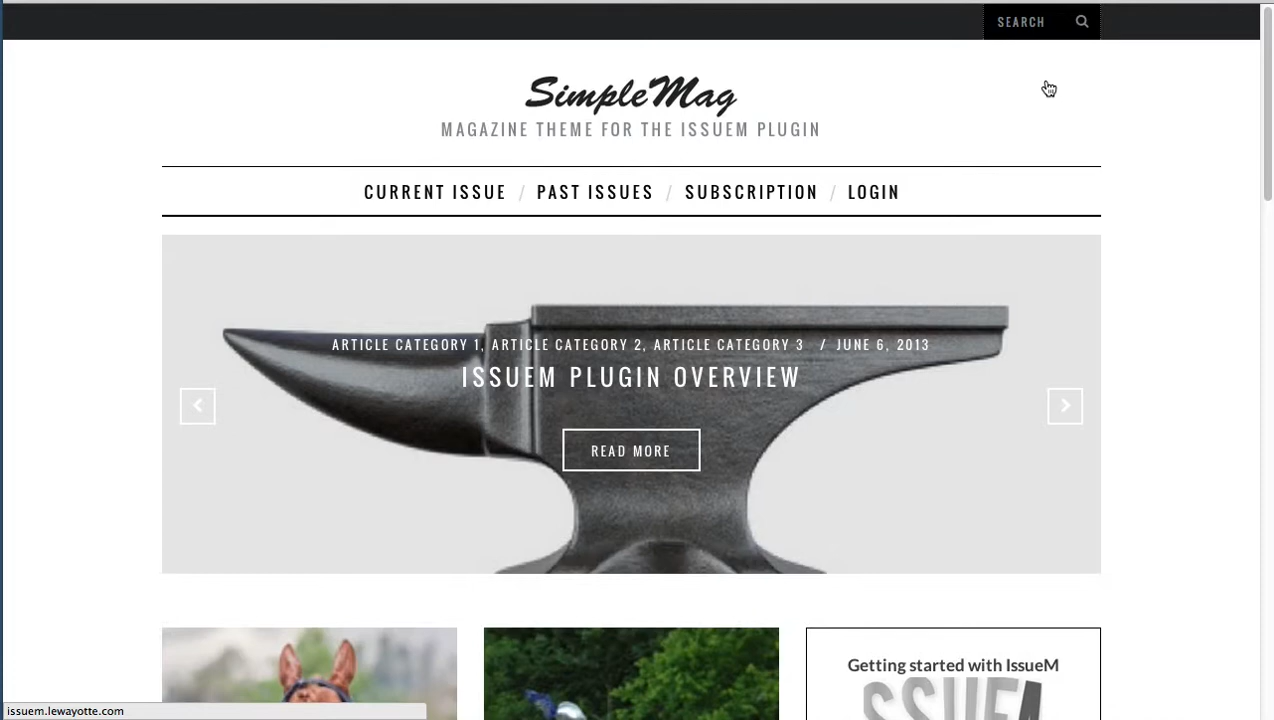 SEARCH
SimpleMag
MAGAZINE THEME FOR THE ISSUEM PLUGIN
CURRENT ISSUE / PAST ISSUES / SUBSCRIPTION / LOGIN
ARTICLE CATEGORY 1, ARTICLE CATEGORY 2, ARTICLE CATEGORY 3 / JUNE 6, 2013
ISSUEM PLUGIN OVERVIEW
READ MORE
Getting started with IssueM
issuem.lewayotte.com